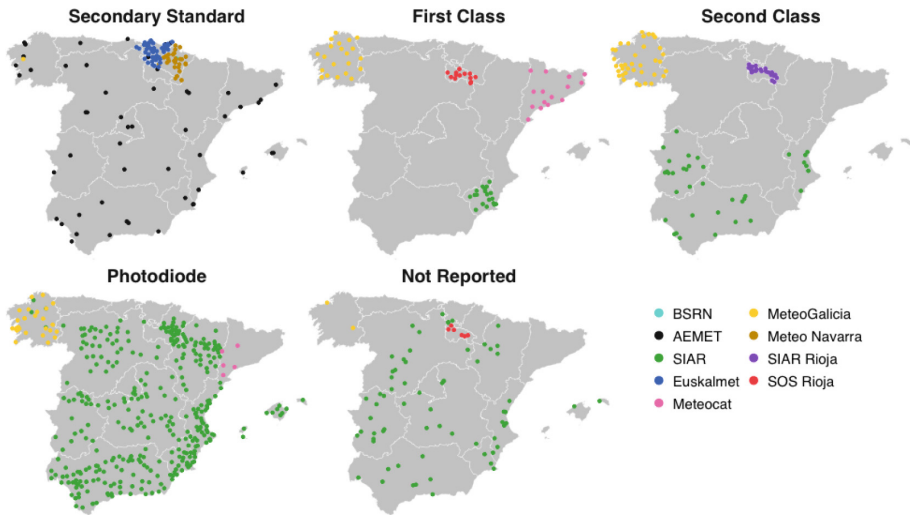 Secondary Standard
First Class
Second Class
Photodiode
Not Reported
BSRN
AEMET
SIAR
Euskalmet
Meteocat
MeteoGalicia
Meteo Navarra
SIAR Rioja
SOS Rioja